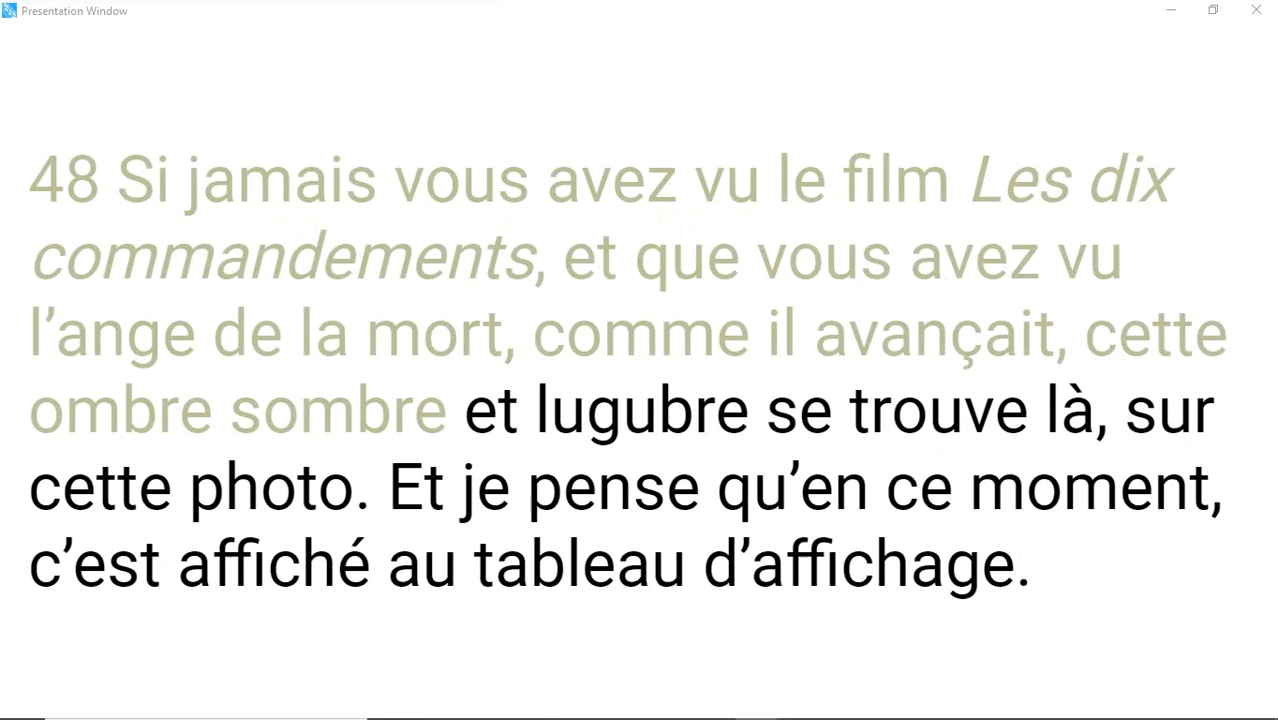 Presentation Window
48 Si jamais vous avez vu le film Les dix
commandements, et que vous avez vu
l’ange de la mort, comme il avançait, cette
ombre sombre et lugubre se trouve là, sur
cette photo. Et je pense qu’en ce moment,
c’est affiché au tableau d’affichage.